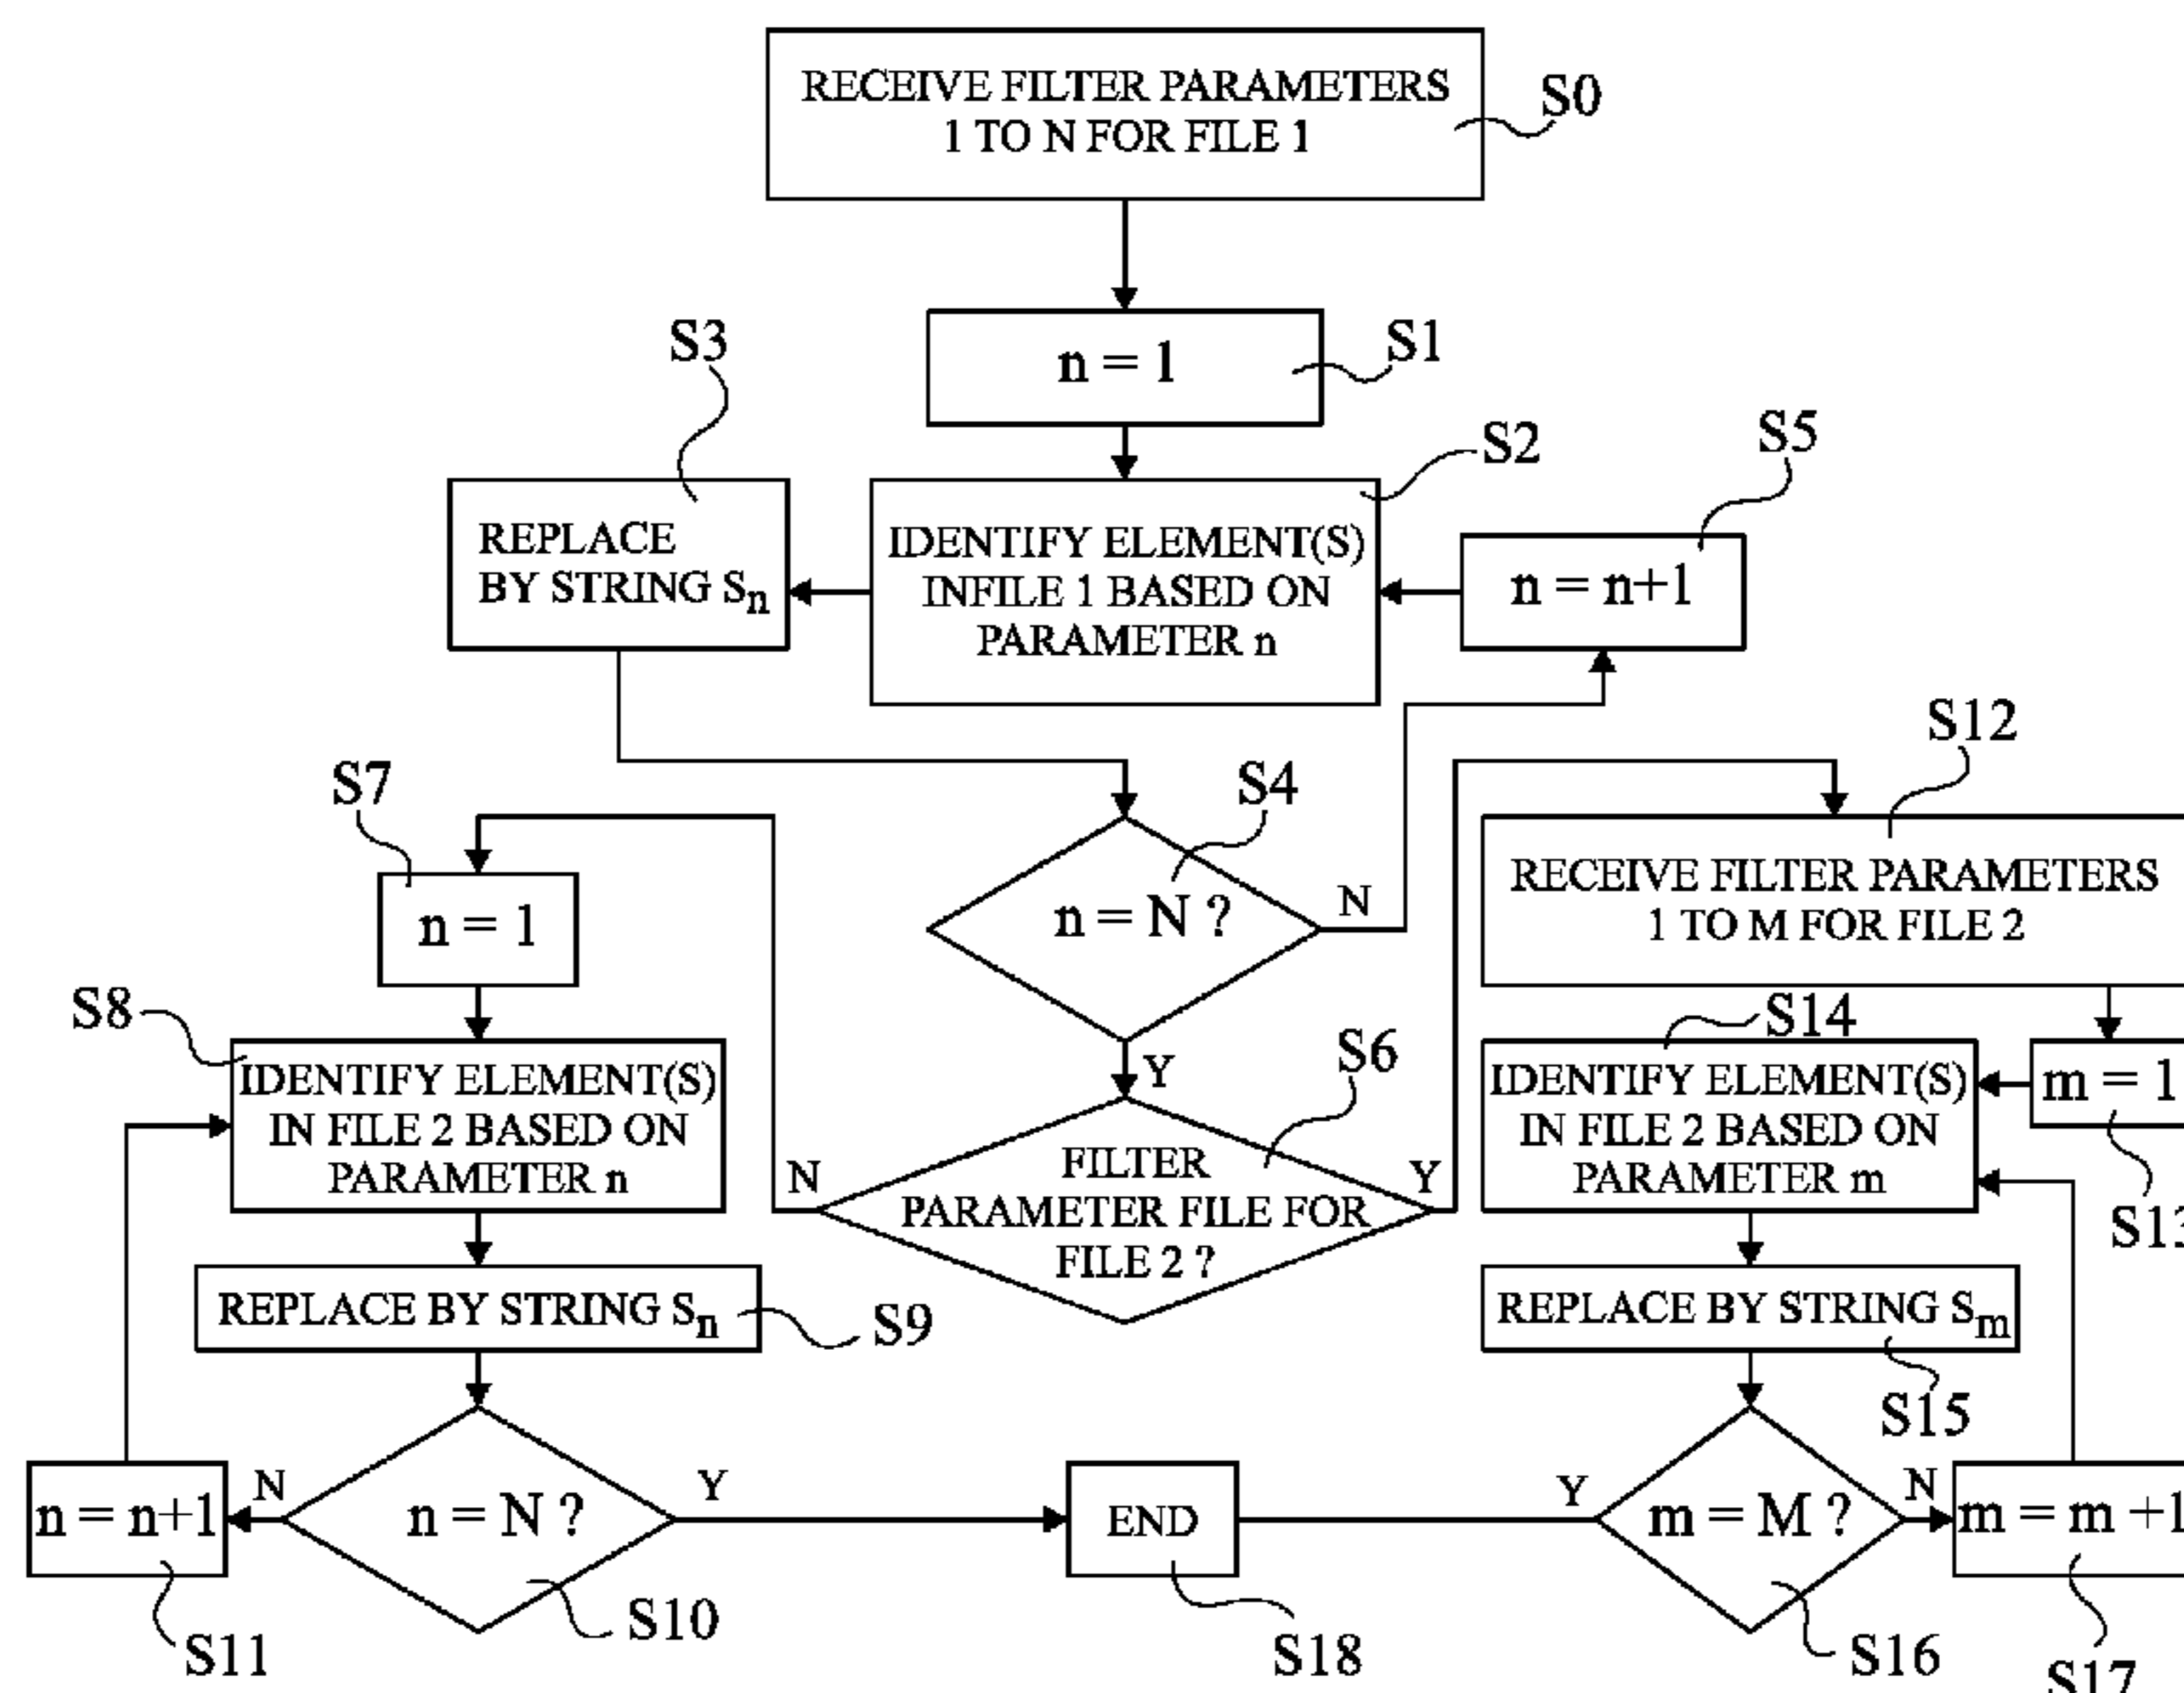 RECEIVE FILTER PARAMETERS
1 TO N FOR FILE 1
S0
n = 1
S1
S3
REPLACE
BY STRING Sn
IDENTIFY ELEMENT(S)
INFILE 1 BASED ON
PARAMETER n
S2
S5
n = n+1
S4
n = N ?
N
Y
S12
RECEIVE FILTER PARAMETERS
1 TO M FOR FILE 2
S7
n = 1
S8
IDENTIFY ELEMENT(S)
IN FILE 2 BASED ON
PARAMETER n
S6
FILTER
PARAMETER FILE FOR
FILE 2 ?
N
Y
S14
IDENTIFY ELEMENT(S)
IN FILE 2 BASED ON
PARAMETER m
m = 1
S13
REPLACE BY STRING Sn
S9
REPLACE BY STRING Sm
S15
n = n+1
S11
N
n = N ?
Y
S10
END
S18
Y
m = M ?
N
S16
m = m +1
S17